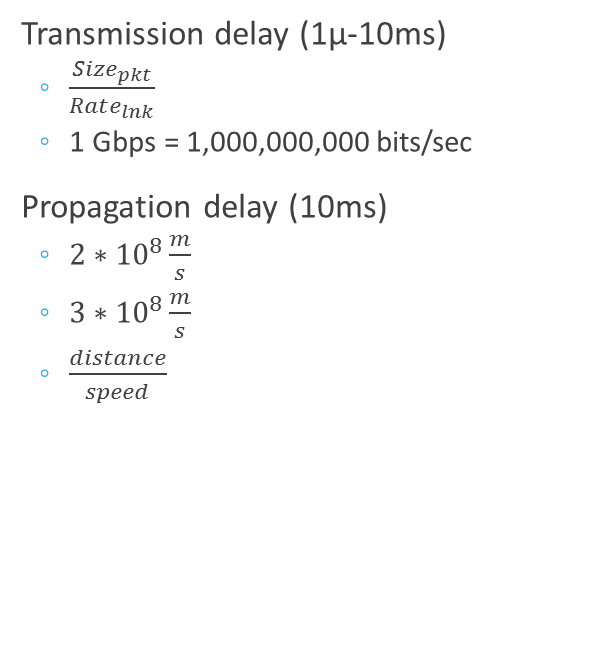 Transmission delay (1µ-10ms)
Size_pkt / Rate_lnk
1 Gbps = 1,000,000,000 bits/sec
Propagation delay (10ms)
2 * 10^8 m/s
3 * 10^8 m/s
distance / speed